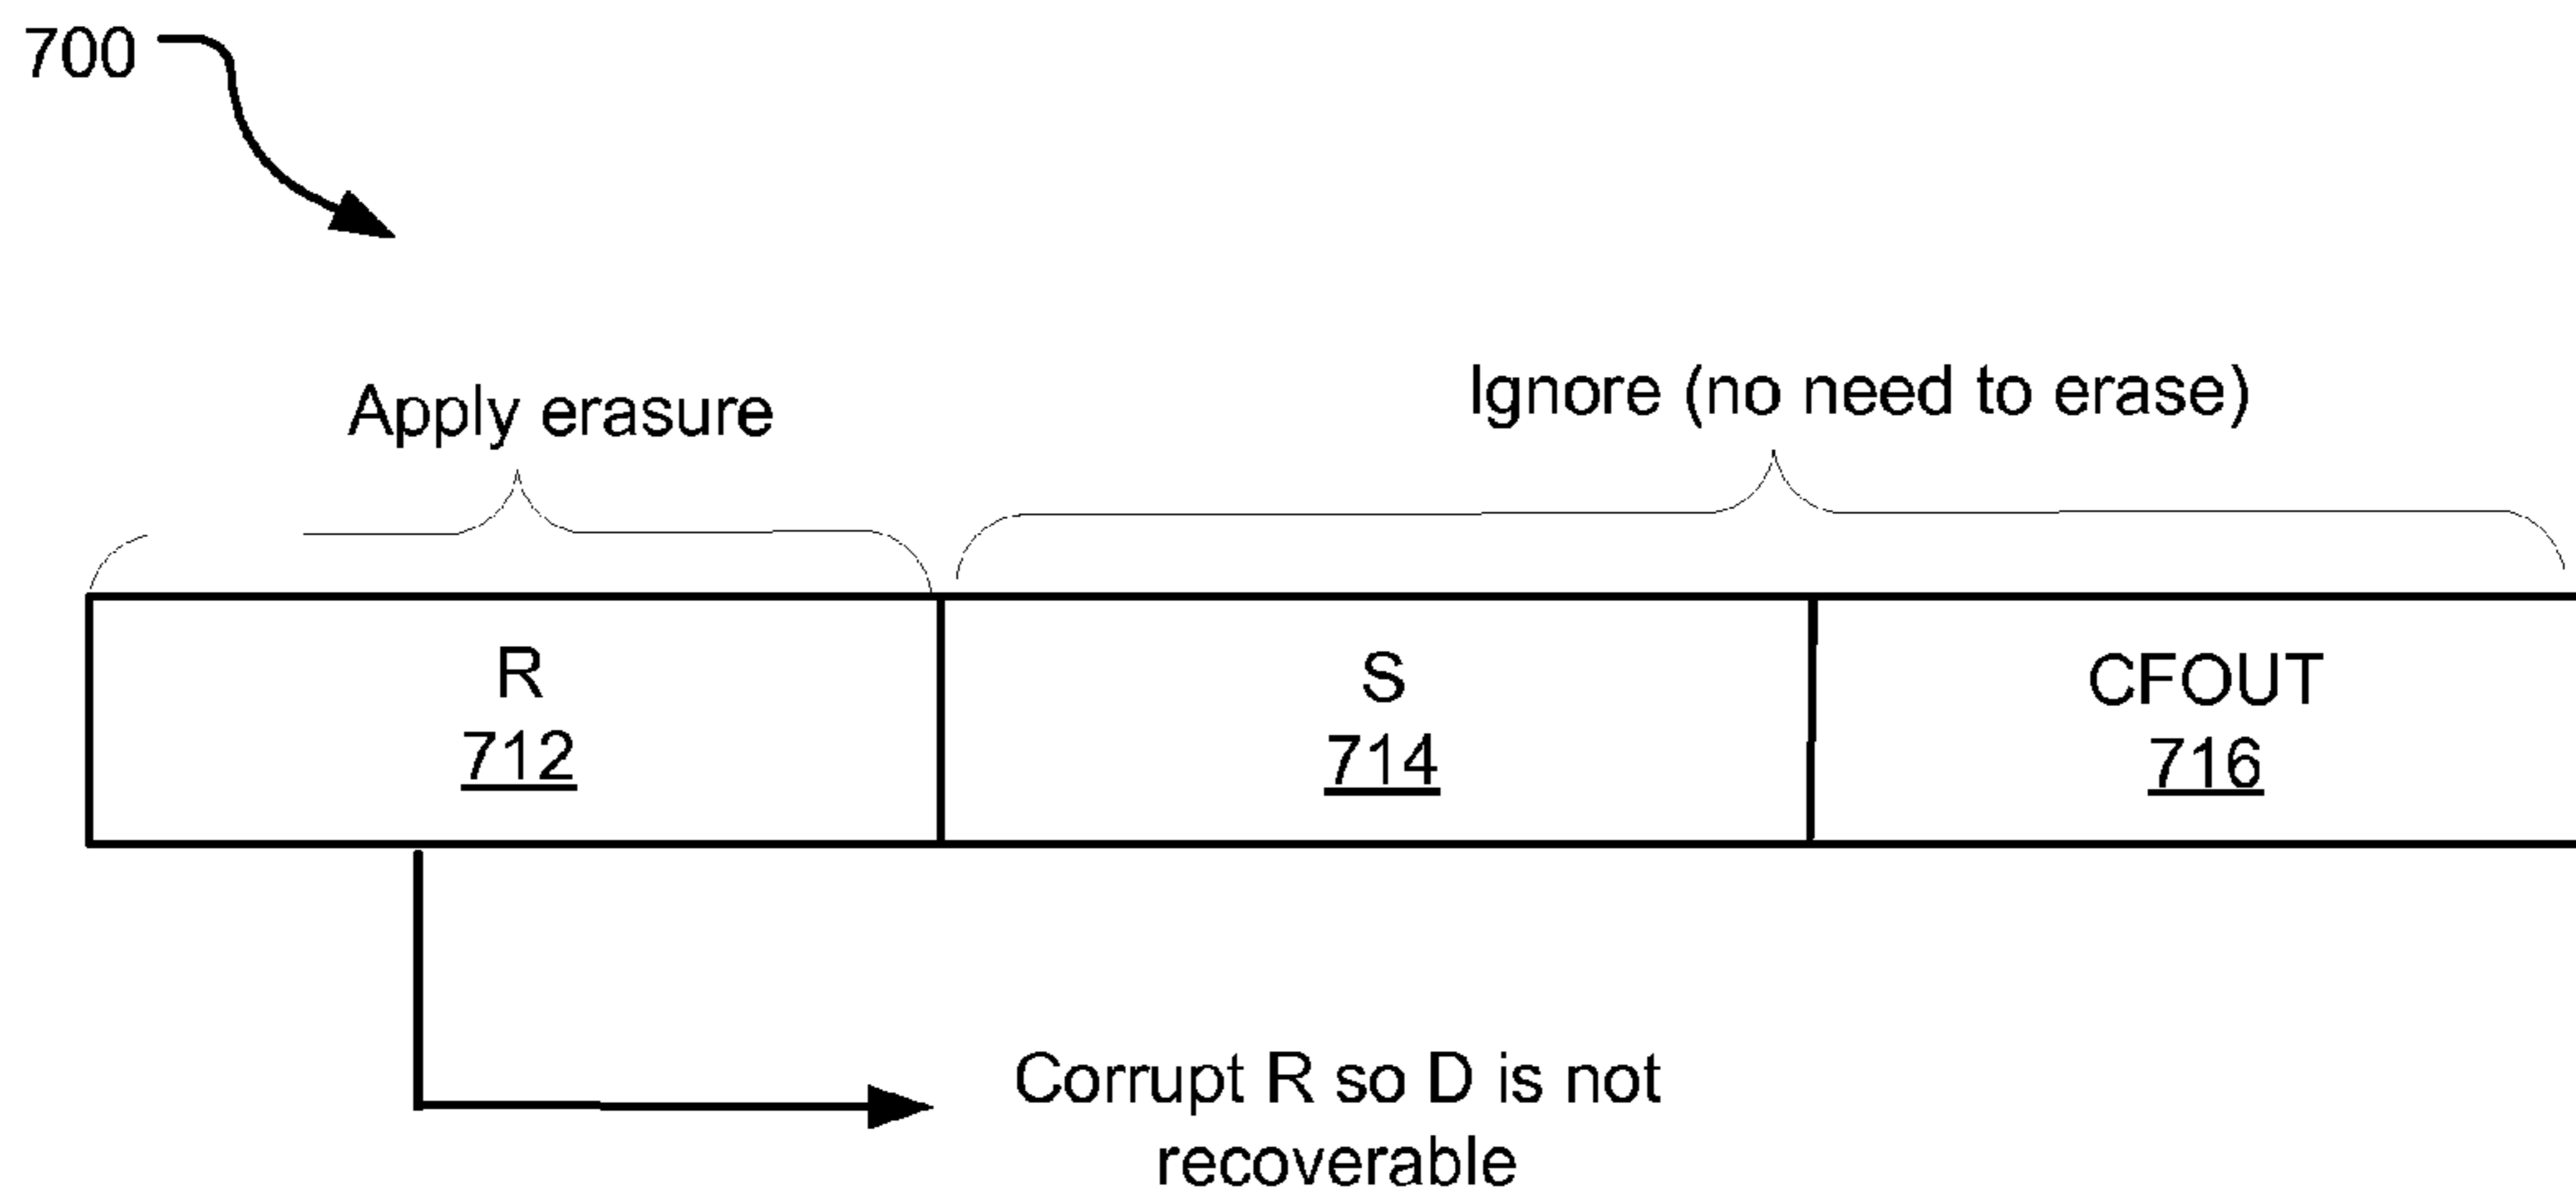 700
Apply erasure
Ignore (no need to erase)
R
712
S
714
CFOUT
716
Corrupt R so D is not
recoverable